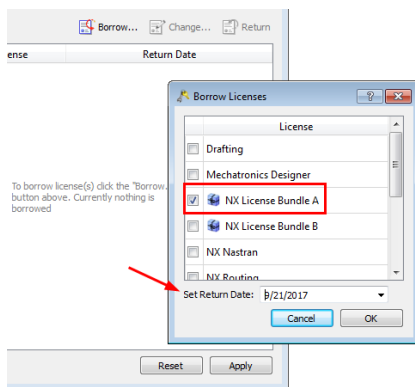 Borrow... Change... Return
ense Return Date
Borrow Licenses
License
Drafting
Mechatronics Designer
NX License Bundle A
NX License Bundle B
NX Nastran
NX Routing
To borrow license(s) click the "Borrow.
button above. Currently nothing is
borrowed
Set Return Date: 9/21/2017
Cancel OK
Reset Apply